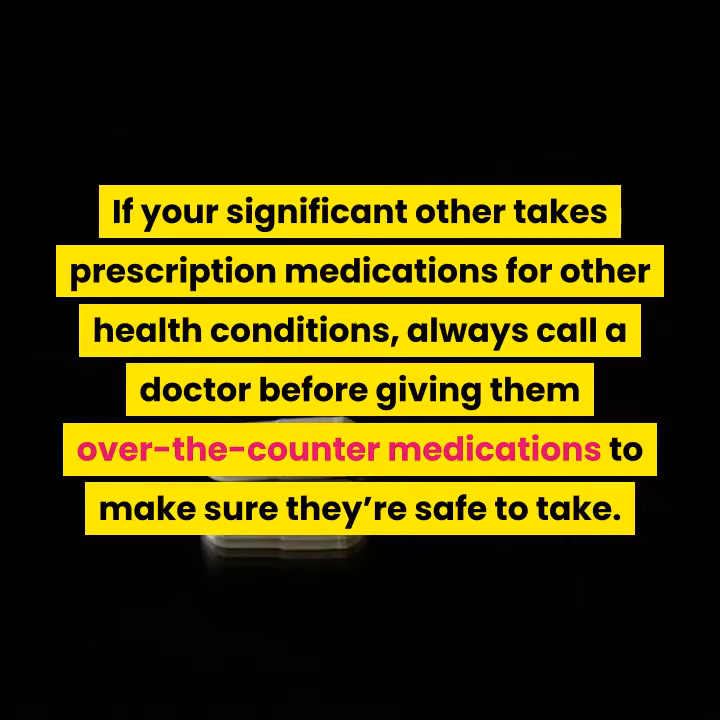 If your significant other takes
prescription medications for other
health conditions, always call a
doctor before giving them
over-the-counter medications to
make sure they’re safe to take.